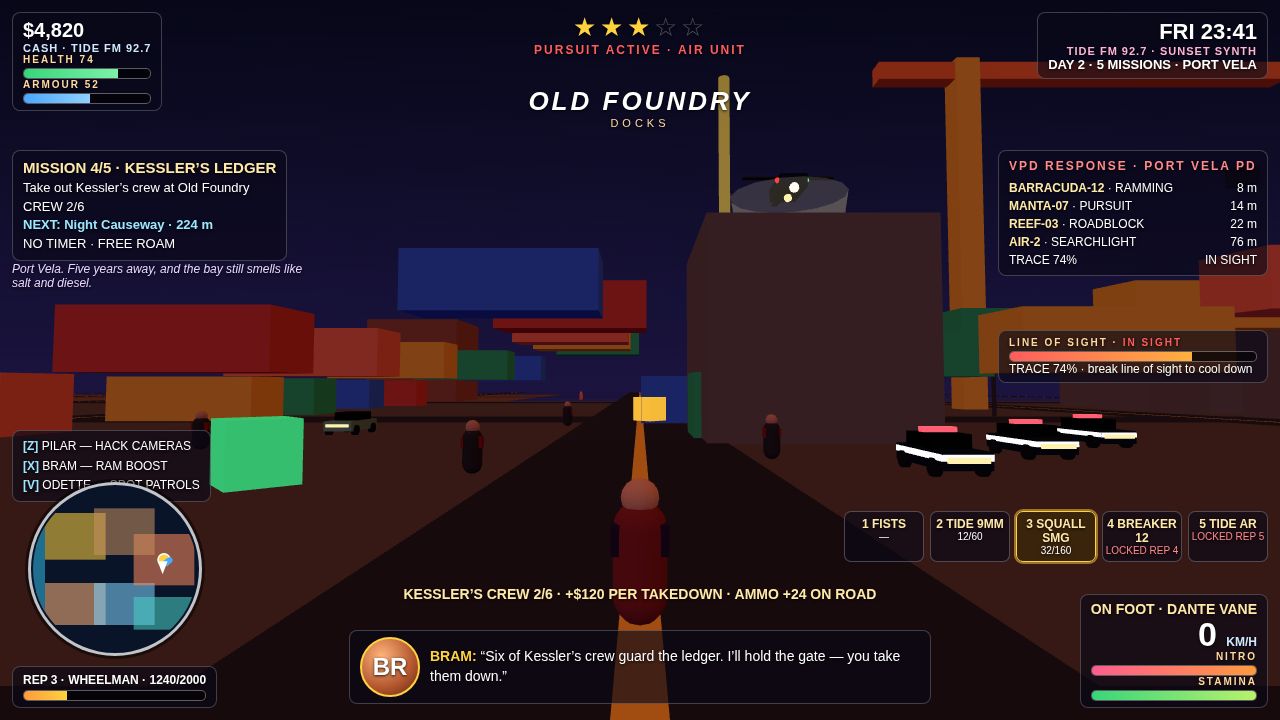 $4,820
CASH · TIDE FM 92.7
HEALTH 74
ARMOUR 52
PURSUIT ACTIVE · AIR UNIT
FRI 23:41
TIDE FM 92.7 · SUNSET SYNTH
DAY 2 · 5 MISSIONS · PORT VELA
OLD FOUNDRY
DOCKS
MISSION 4/5 · KESSLER’S LEDGER
Take out Kessler’s crew at Old Foundry
CREW 2/6
NEXT: Night Causeway · 224 m
NO TIMER · FREE ROAM
Port Vela. Five years away, and the bay still smells like
salt and diesel.
VPD RESPONSE · PORT VELA PD
BARRACUDA-12 · RAMMING 8 m
MANTA-07 · PURSUIT 14 m
REEF-03 · ROADBLOCK 22 m
AIR-2 · SEARCHLIGHT 76 m
TRACE 74% IN SIGHT
LINE OF SIGHT · IN SIGHT
TRACE 74% · break line of sight to cool down
[Z] PILAR — HACK CAMERAS
[X] BRAM — RAM BOOST
[V] ODETTE — SPOT PATROLS
1 FISTS
—
2 TIDE 9MM
12/60
3 SQUALL
SMG
32/160
4 BREAKER
12
LOCKED REP 4
5 TIDE AR
LOCKED REP 5
KESSLER’S CREW 2/6 · +$120 PER TAKEDOWN · AMMO +24 ON ROAD
BR
BRAM: “Six of Kessler’s crew guard the ledger. I’ll hold the gate — you take
them down.”
REP 3 · WHEELMAN · 1240/2000
ON FOOT · DANTE VANE
0 KM/H
NITRO
STAMINA